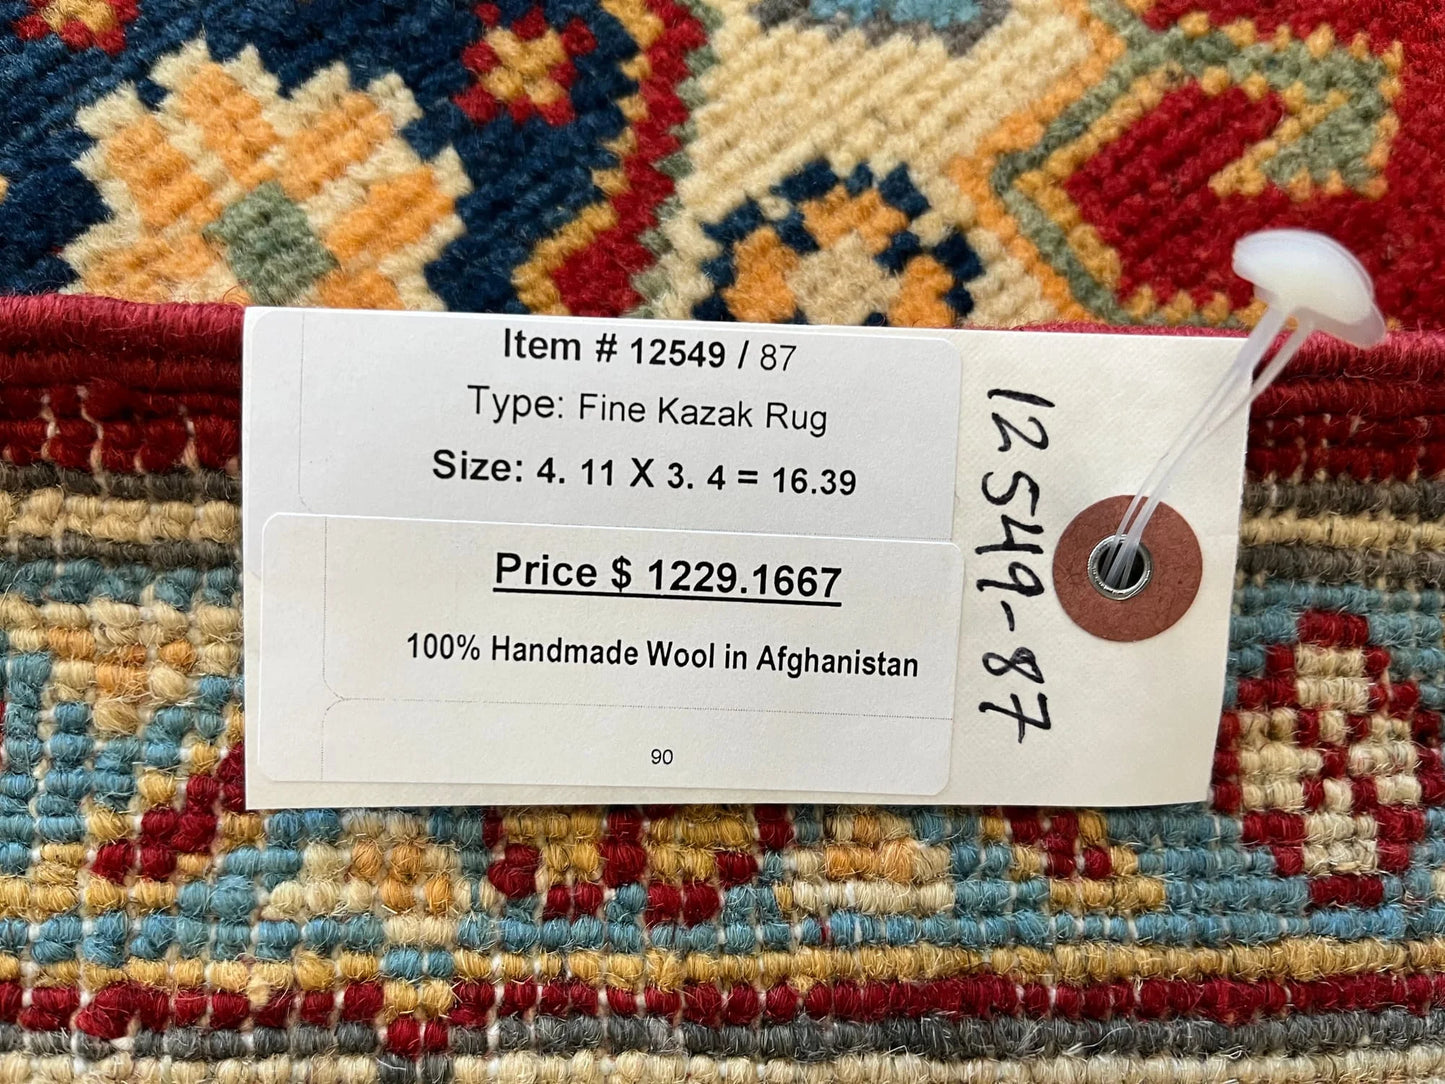 Item # 12549 / 87
Type: Fine Kazak Rug
Size: 4. 11 X 3. 4 = 16.39
Price $ 1229.1667
100% Handmade Wool in Afghanistan
90
12549-87